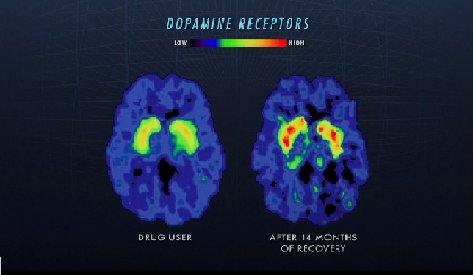 DOPAMINE RECEPTORS
LOW HIGH
DRUG USER
AFTER 14 MONTHS
OF RECOVERY